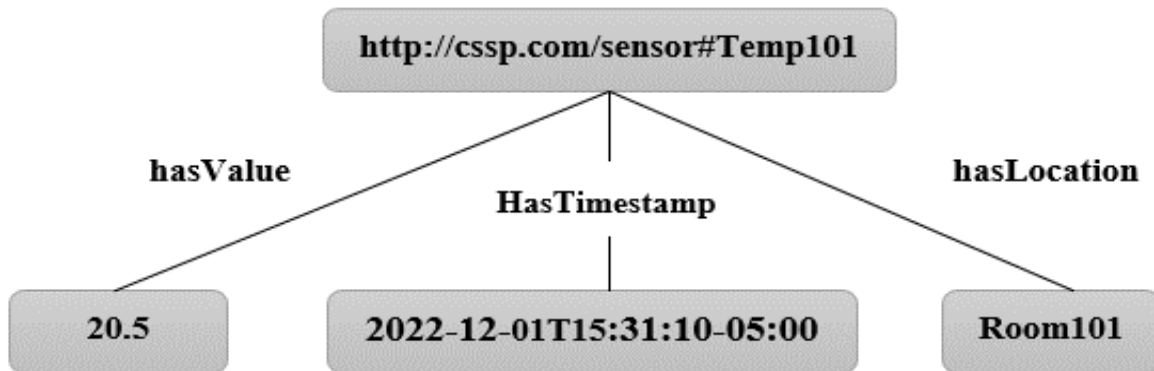 http://cssp.com/sensor#Temp101
hasValue
HasTimestamp
hasLocation
20.5
2022-12-01T15:31:10-05:00
Room101